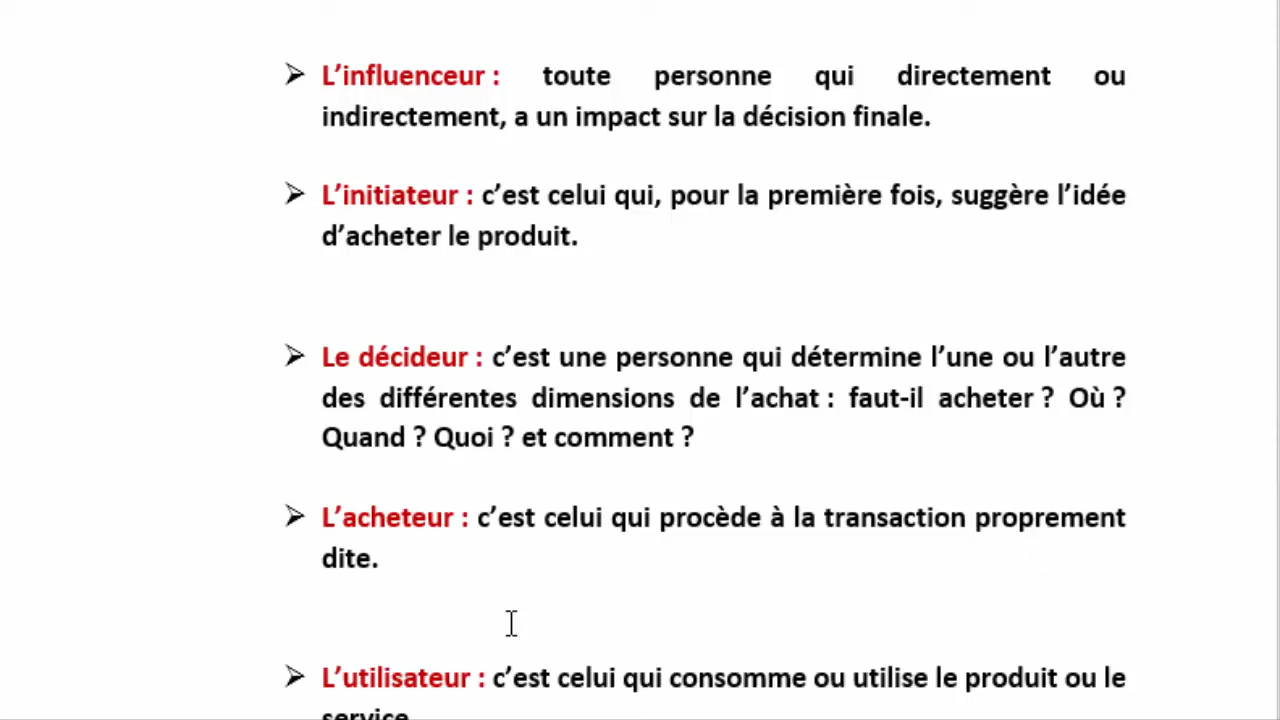 ➢ L’influenceur : toute personne qui directement ou
indirectement, a un impact sur la décision finale.
➢ L’initiateur : c’est celui qui, pour la première fois, suggère l’idée
d’acheter le produit.
➢ Le décideur : c’est une personne qui détermine l’une ou l’autre
des différentes dimensions de l’achat : faut-il acheter ? Où ?
Quand ? Quoi ? et comment ?
➢ L’acheteur : c’est celui qui procède à la transaction proprement
dite.
➢ L’utilisateur : c’est celui qui consomme ou utilise le produit ou le
service.